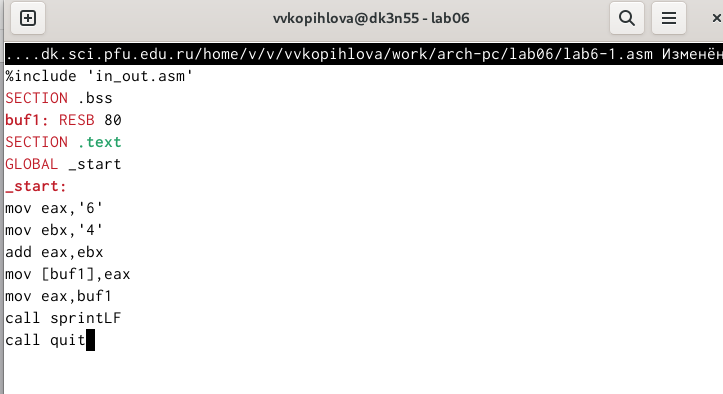 vvkopihlova@dk3n55 - lab06
....dk.sci.pfu.edu.ru/home/v/v/vvkopihlova/work/arch-pc/lab06/lab6-1.asm Изменён
%include 'in_out.asm'
SECTION .bss
buf1: RESB 80
SECTION .text
GLOBAL _start
_start:
mov eax,'6'
mov ebx,'4'
add eax,ebx
mov [buf1],eax
mov eax,buf1
call sprintLF
call quit